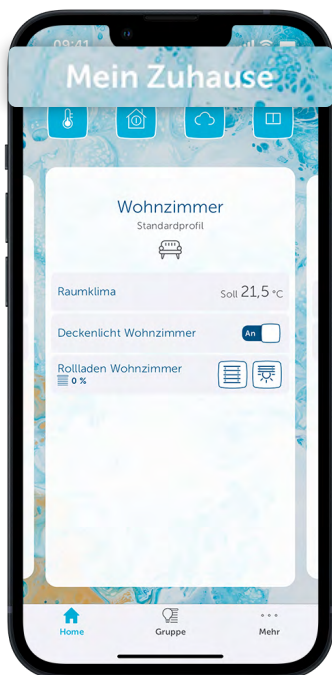 09:41
Mein Zuhause
Wohnzimmer
Standardprofil
Raumklima
Soll 21,5 °C
Deckenlicht Wohnzimmer
An
Rollladen Wohnzimmer
0 %
Home
Gruppe
Mehr